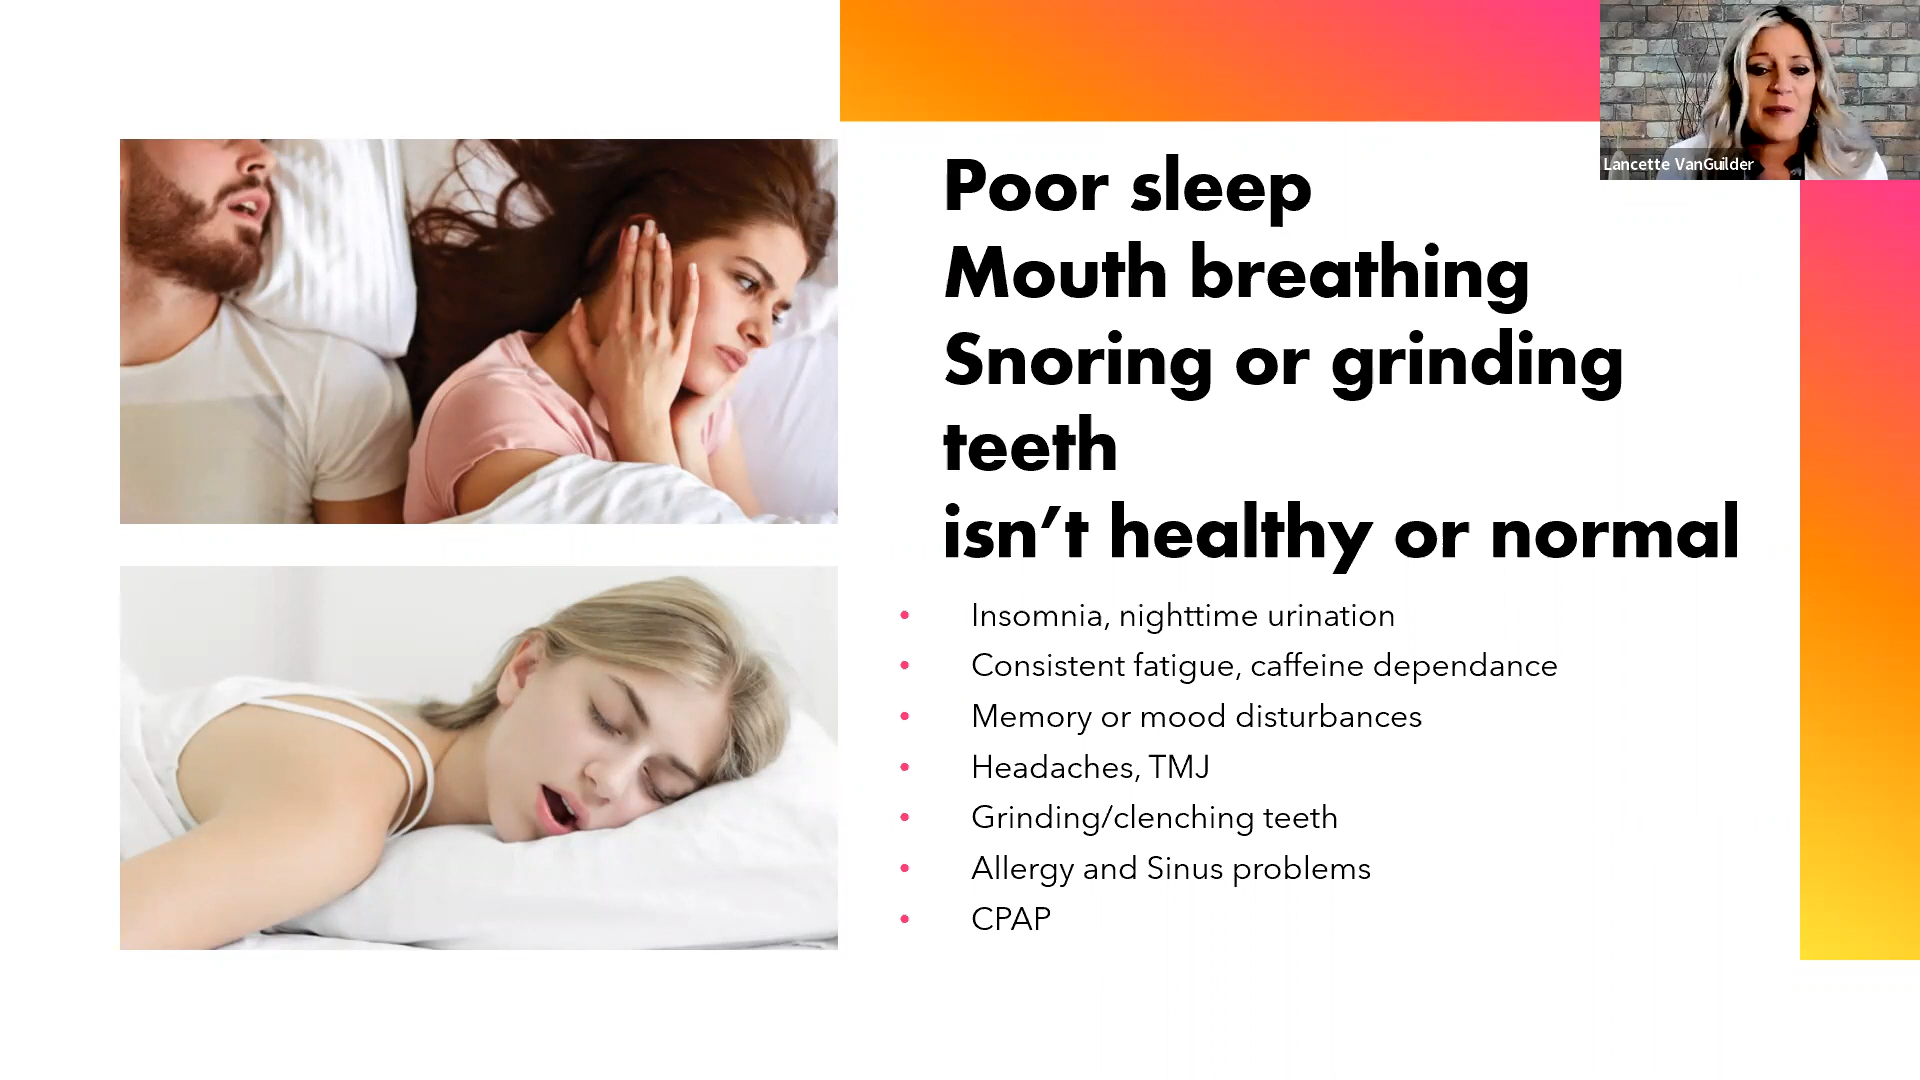 Lancette VanGuilder
Poor sleep
Mouth breathing
Snoring or grinding
teeth
isn’t healthy or normal
• Insomnia, nighttime urination
• Consistent fatigue, caffeine dependance
• Memory or mood disturbances
• Headaches, TMJ
• Grinding/clenching teeth
• Allergy and Sinus problems
• CPAP